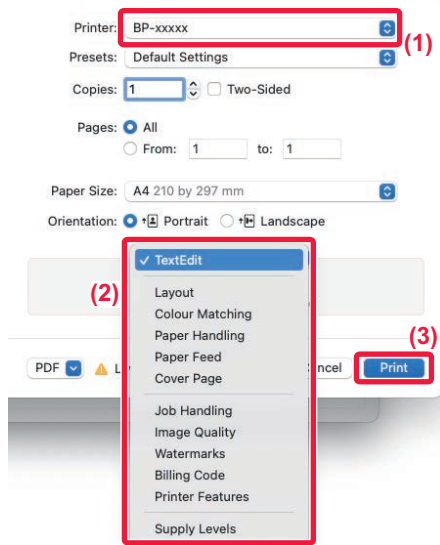 Printer: BP-xxxxx
(1)
Presets: Default Settings
Copies: 1 Two-Sided
Pages: All
From: 1 to: 1
Paper Size: A4 210 by 297 mm
Orientation: Portrait Landscape
(2)
✓ TextEdit
Layout
Colour Matching
Paper Handling
Paper Feed
Cover Page
Job Handling
Image Quality
Watermarks
Billing Code
Printer Features
Supply Levels
(3)
PDF L ncel Print